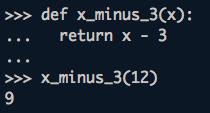 >>> def x_minus_3(x):
...   return x - 3
...
>>> x_minus_3(12)
9